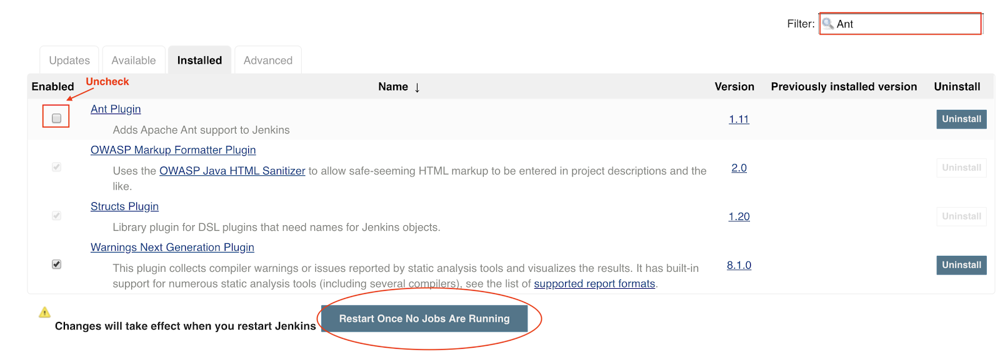 Filter: Ant
Updates Available Installed Advanced
Enabled Uncheck Name ↓ Version Previously installed version Uninstall
Ant Plugin
Adds Apache Ant support to Jenkins
1.11 Uninstall
OWASP Markup Formatter Plugin
Uses the OWASP Java HTML Sanitizer to allow safe-seeming HTML markup to be entered in project descriptions and the
like.
2.0 Uninstall
Structs Plugin
Library plugin for DSL plugins that need names for Jenkins objects.
1.20 Uninstall
Warnings Next Generation Plugin
This plugin collects compiler warnings or issues reported by static analysis tools and visualizes the results. It has built-in
support for numerous static analysis tools (including several compilers), see the list of supported report formats.
8.1.0 Uninstall
Changes will take effect when you restart Jenkins Restart Once No Jobs Are Running